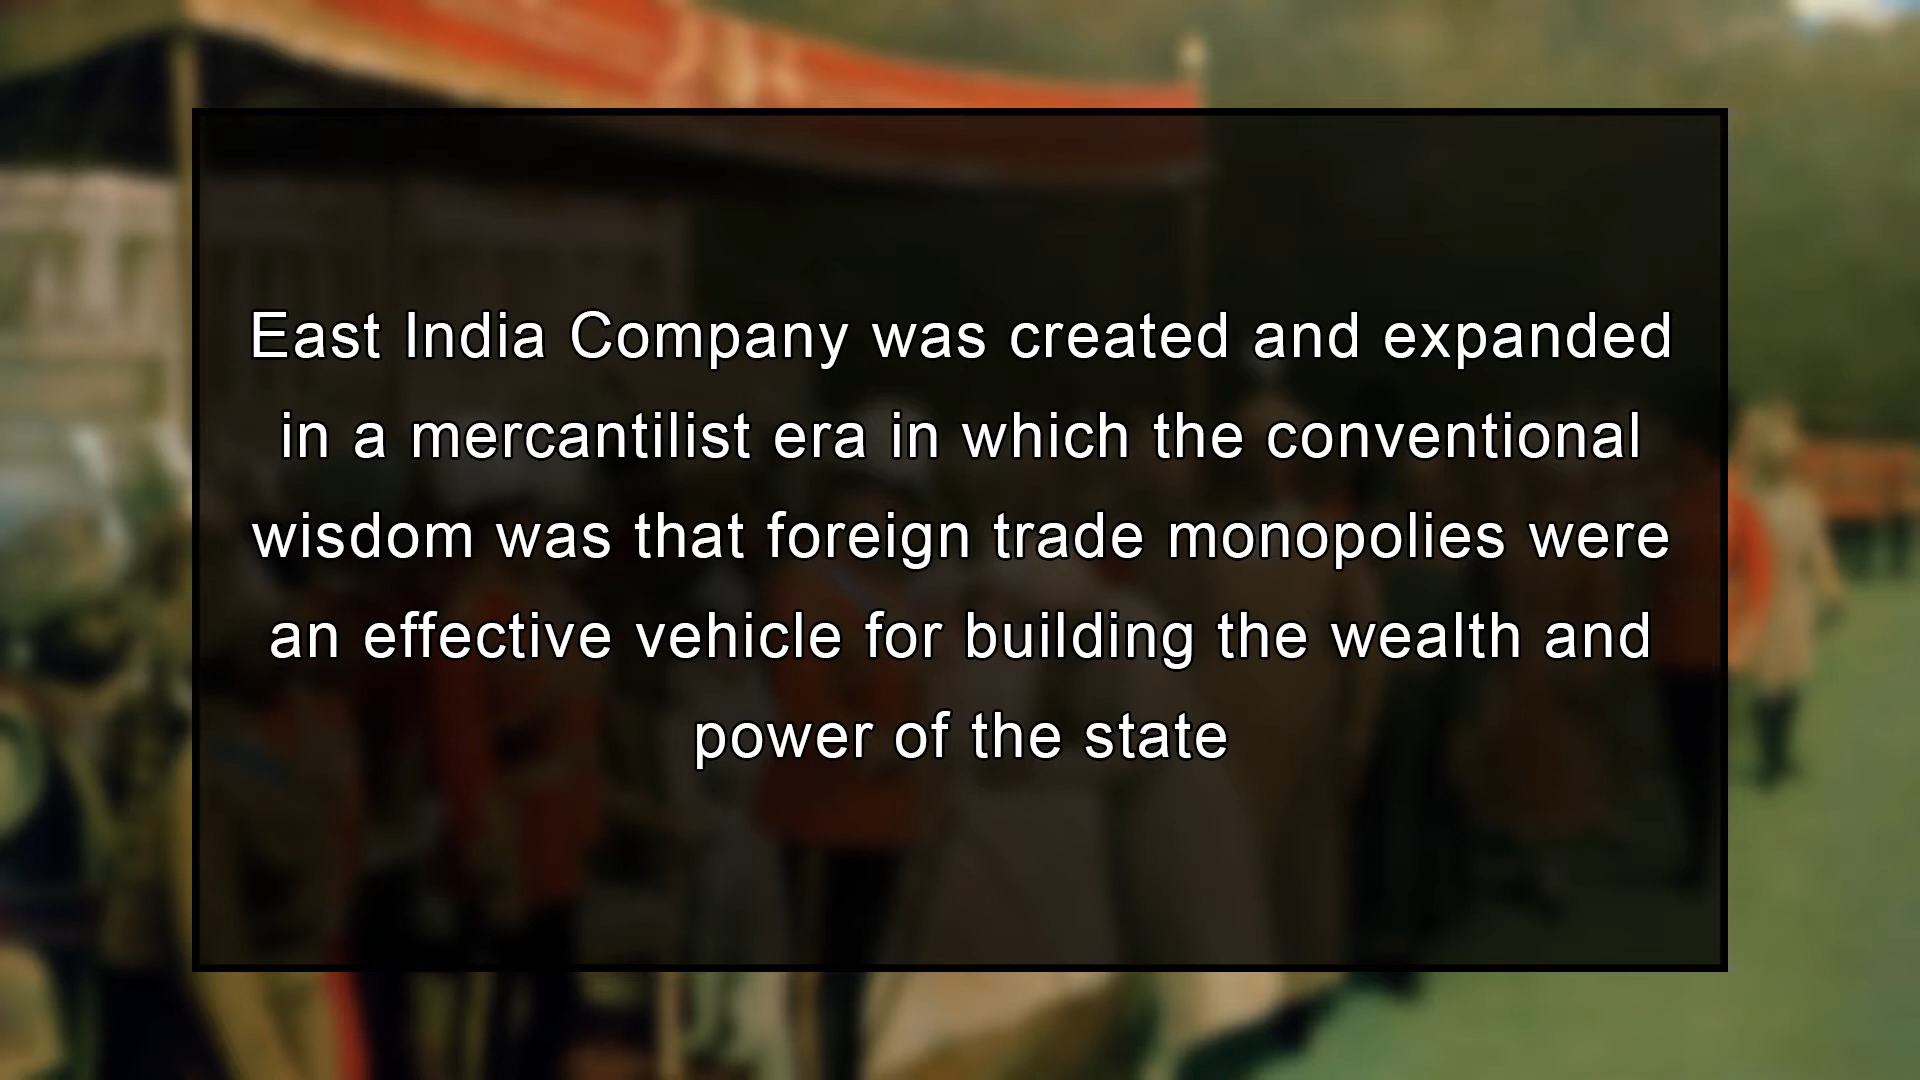 East India Company was created and expanded
in a mercantilist era in which the conventional
wisdom was that foreign trade monopolies were
an effective vehicle for building the wealth and
power of the state